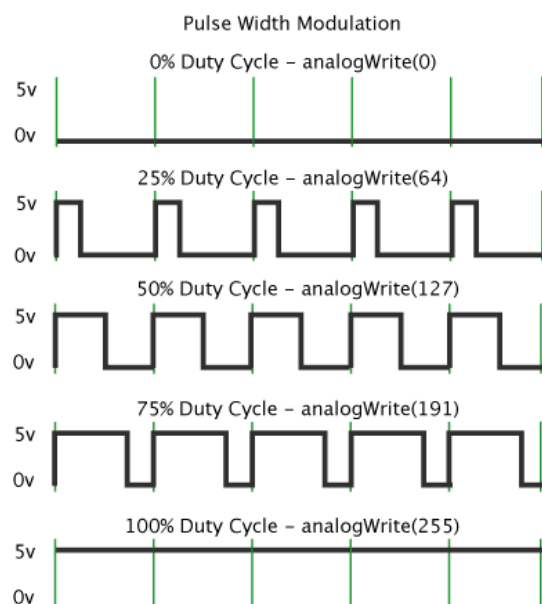 Pulse Width Modulation
0% Duty Cycle – analogWrite(0)
5v
0v
25% Duty Cycle – analogWrite(64)
5v
0v
50% Duty Cycle – analogWrite(127)
5v
0v
75% Duty Cycle – analogWrite(191)
5v
0v
100% Duty Cycle – analogWrite(255)
5v
0v